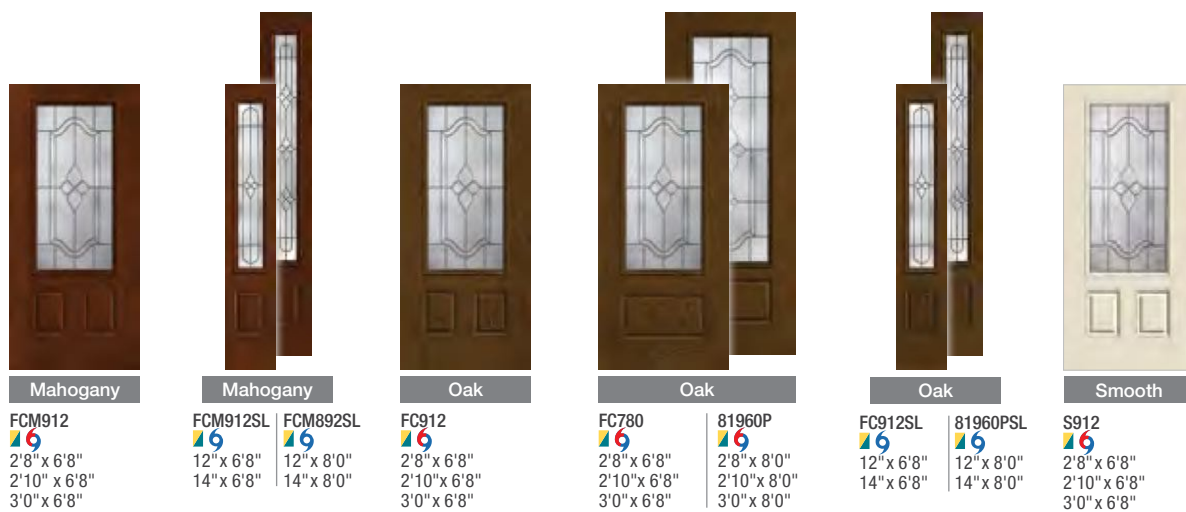 Mahogany
FCM912
2'8" x 6'8"
2'10" x 6'8"
3'0" x 6'8"
Mahogany
FCM912SL
12" x 6'8"
14" x 6'8"
FCM892SL
12" x 8'0"
14" x 8'0"
Oak
FC912
2'8" x 6'8"
2'10" x 6'8"
3'0" x 6'8"
Oak
FC780
2'8" x 6'8"
2'10" x 6'8"
3'0" x 6'8"
81960P
2'8" x 8'0"
2'10" x 8'0"
3'0" x 8'0"
Oak
FC912SL
12" x 6'8"
14" x 6'8"
81960PSL
12" x 8'0"
14" x 8'0"
Smooth
S912
2'8" x 6'8"
2'10" x 6'8"
3'0" x 6'8"